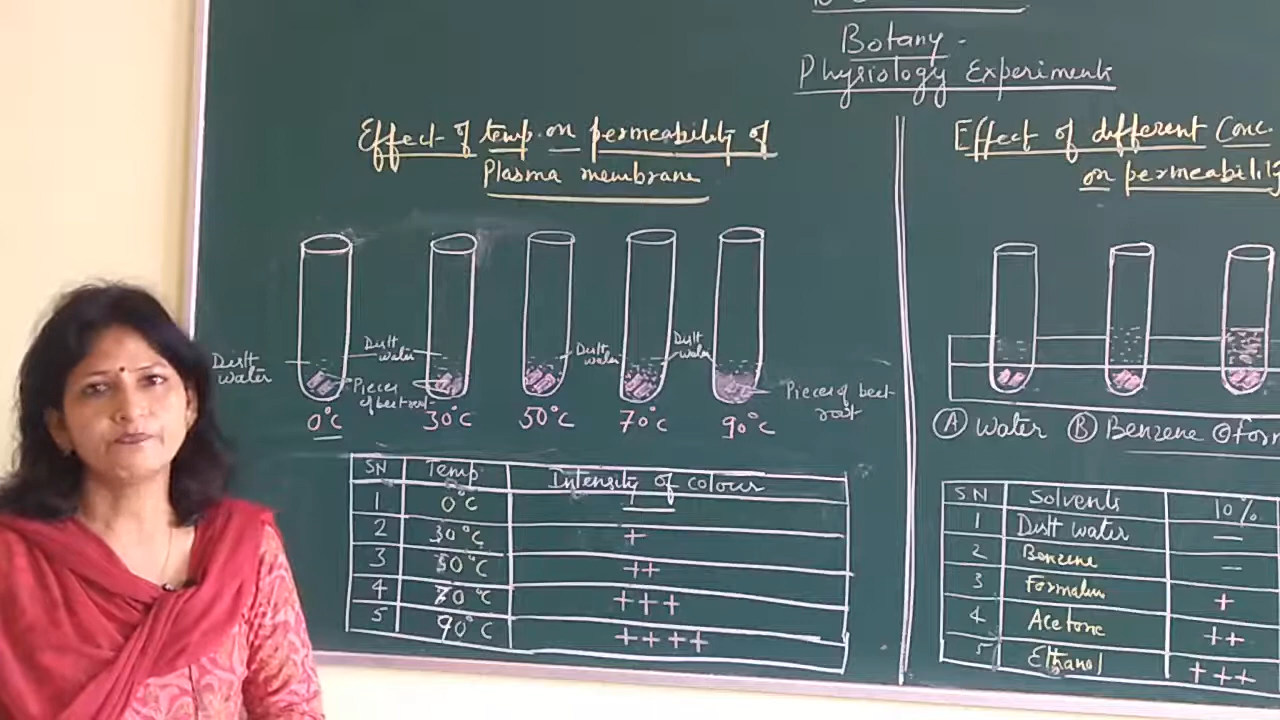 Botany -
Physiology Experiments
Effect of temp. on permeability of
Plasma membrane
Distt
water
Distt
water
Distt
water
Distt
water
Pieces
of beet root
Pieces of beet
root
0°C 30°C 50°C 70°C 90°C
SN Temp Intensity of colour
1 0°C —
2 30°C +
3 50°C ++
4 70°C +++
5 90°C ++++
Effect of different Conc.
on permeability
A Water B Benzene C Form
SN Solvents 10%
1 Distt water —
2 Benzene —
3 Formalin +
4 Acetone ++
5 Ethanol +++